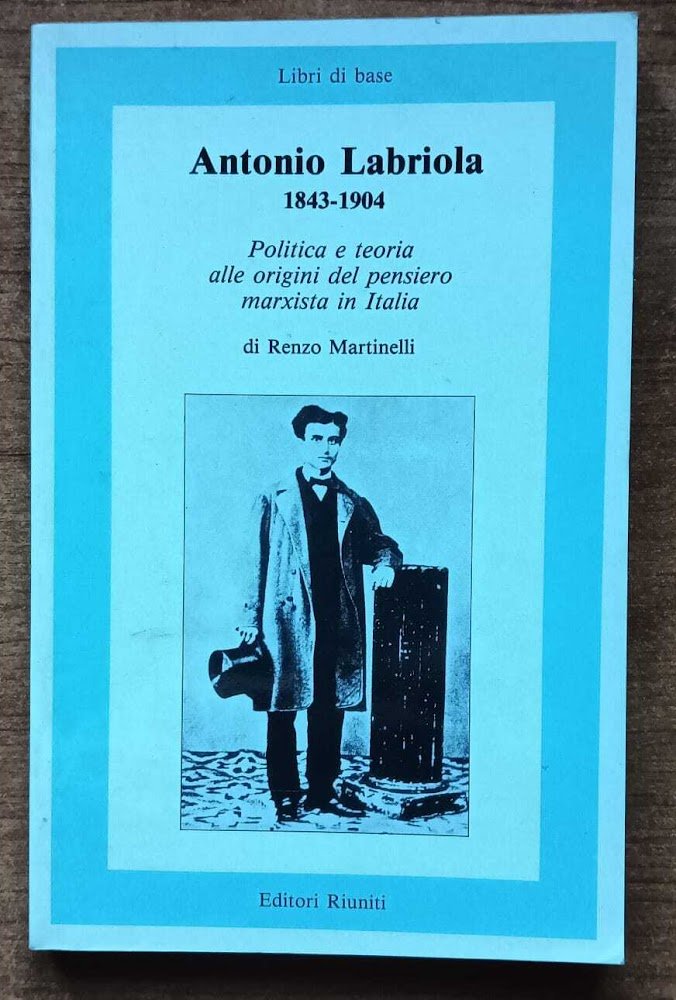 Libri di base
Antonio Labriola
1843-1904
Politica e teoria
alle origini del pensiero
marxista in Italia
di Renzo Martinelli
Editori Riuniti